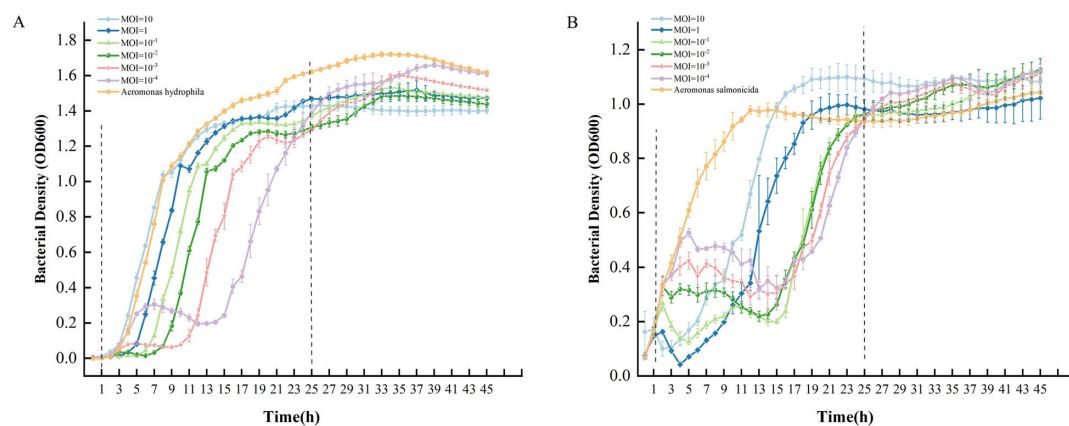 A
MOI=10
MOI=1
MOI=10⁻¹
MOI=10⁻²
MOI=10⁻³
MOI=10⁻⁴
Aeromonas hydrophila
Bacterial Density (OD600)
1.8
1.6
1.4
1.2
1.0
0.8
0.6
0.4
0.2
0.0
1 3 5 7 9 11 13 15 17 19 21 23 25 27 29 31 33 35 37 39 41 43 45
Time(h)
B
MOI=10
MOI=1
MOI=10⁻¹
MOI=10⁻²
MOI=10⁻³
MOI=10⁻⁴
Aeromonas salmonicida
Bacterial Density (OD600)
1.2
1.0
0.8
0.6
0.4
0.2
0.0
1 3 5 7 9 11 13 15 17 19 21 23 25 27 29 31 33 35 37 39 41 43 45
Time(h)